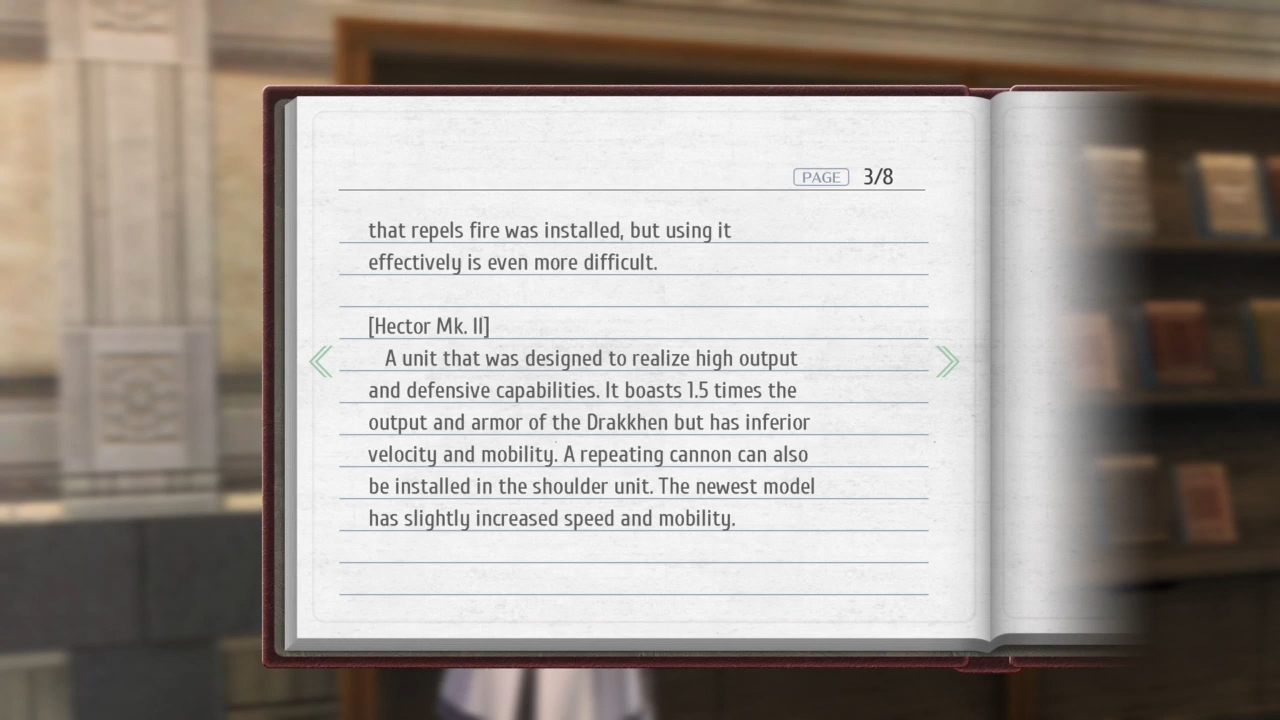 PAGE 3/8
that repels fire was installed, but using it
effectively is even more difficult.
[Hector Mk. II]
A unit that was designed to realize high output
and defensive capabilities. It boasts 1.5 times the
output and armor of the Drakkhen but has inferior
velocity and mobility. A repeating cannon can also
be installed in the shoulder unit. The newest model
has slightly increased speed and mobility.